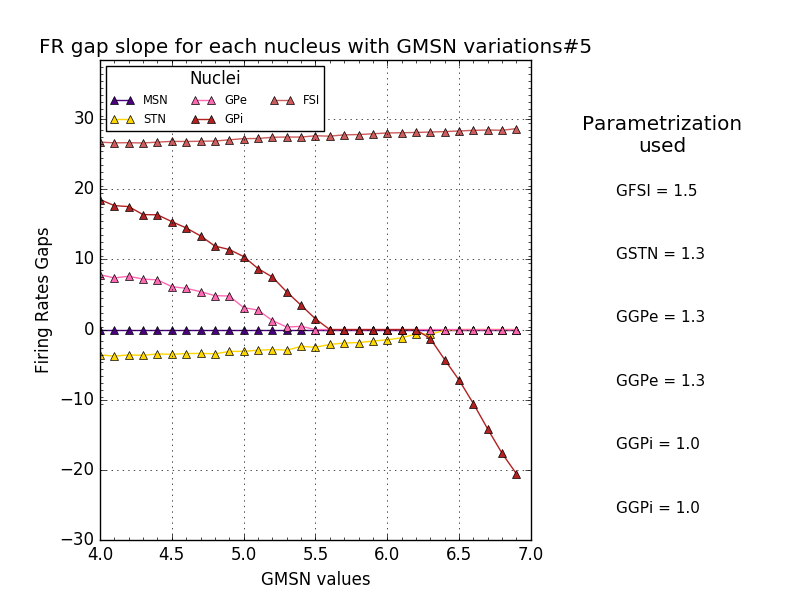 FR gap slope for each nucleus with GMSN variations#5
Nuclei
MSN GPe FSI
STN GPi
Firing Rates Gaps
30
20
10
0
−10
−20
−30
4.0 4.5 5.0 5.5 6.0 6.5 7.0
GMSN values
Parametrization
used
GFSI = 1.5
GSTN = 1.3
GGPe = 1.3
GGPe = 1.3
GGPi = 1.0
GGPi = 1.0